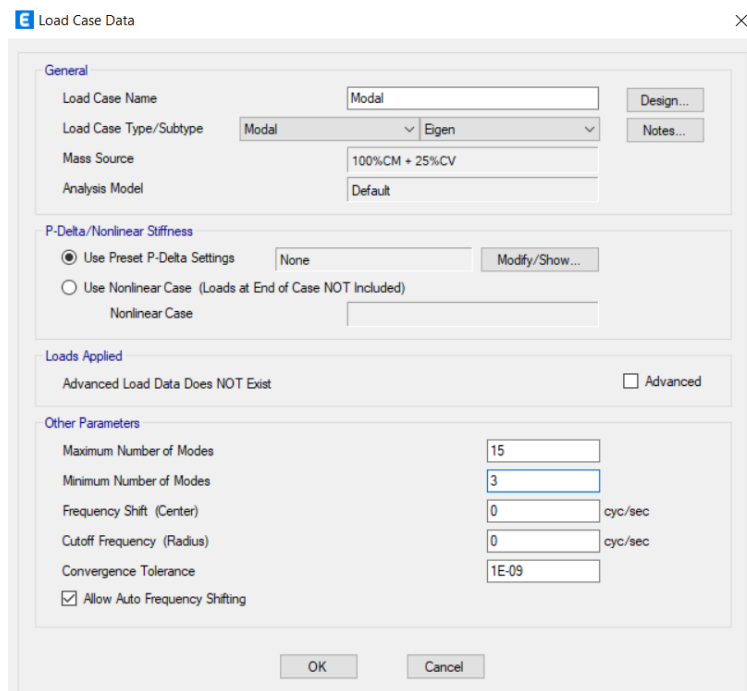 E Load Case Data
General
Load Case Name Modal Design...
Load Case Type/Subtype Modal Eigen Notes...
Mass Source 100%CM + 25%CV
Analysis Model Default
P-Delta/Nonlinear Stiffness
Use Preset P-Delta Settings None Modify/Show...
Use Nonlinear Case (Loads at End of Case NOT Included)
Nonlinear Case
Loads Applied
Advanced Load Data Does NOT Exist Advanced
Other Parameters
Maximum Number of Modes 15
Minimum Number of Modes 3
Frequency Shift (Center) 0 cyc/sec
Cutoff Frequency (Radius) 0 cyc/sec
Convergence Tolerance 1E-09
Allow Auto Frequency Shifting
OK Cancel